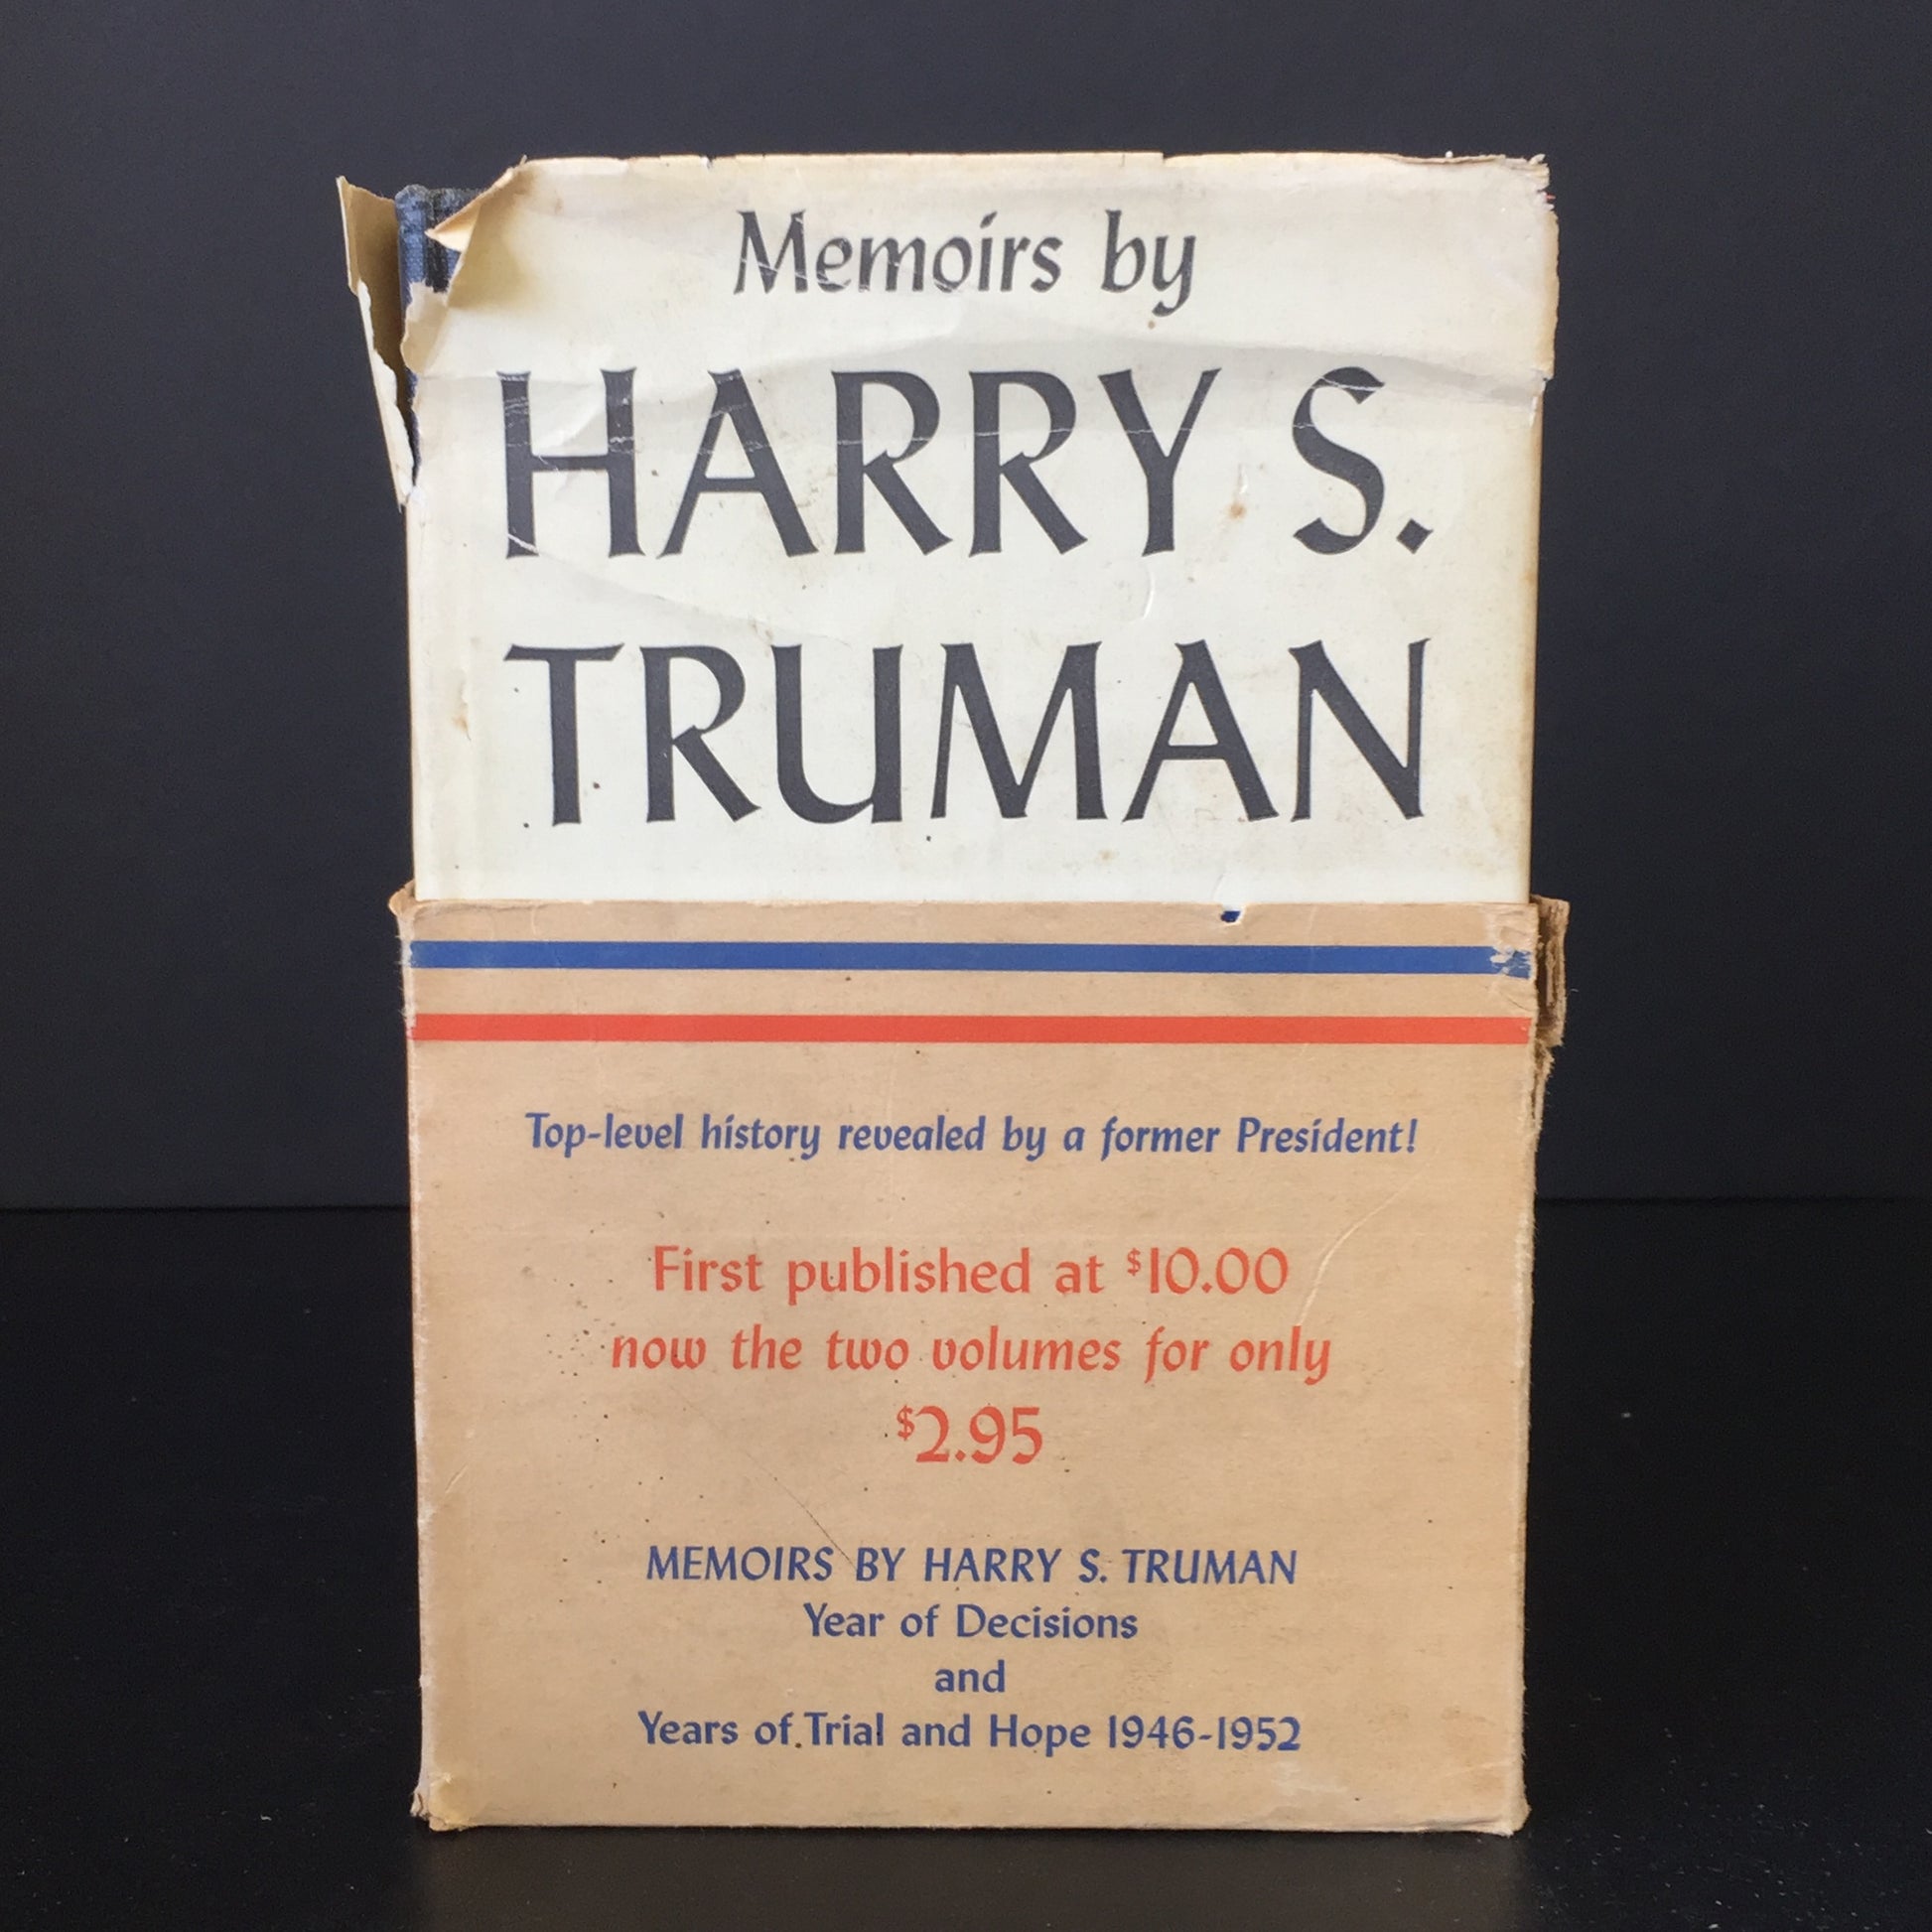 Memoirs by
HARRY S.
TRUMAN
Top-level history revealed by a former President!
First published at $10.00
now the two volumes for only
$2.95
MEMOIRS BY HARRY S. TRUMAN
Year of Decisions
and
Years of Trial and Hope 1946-1952